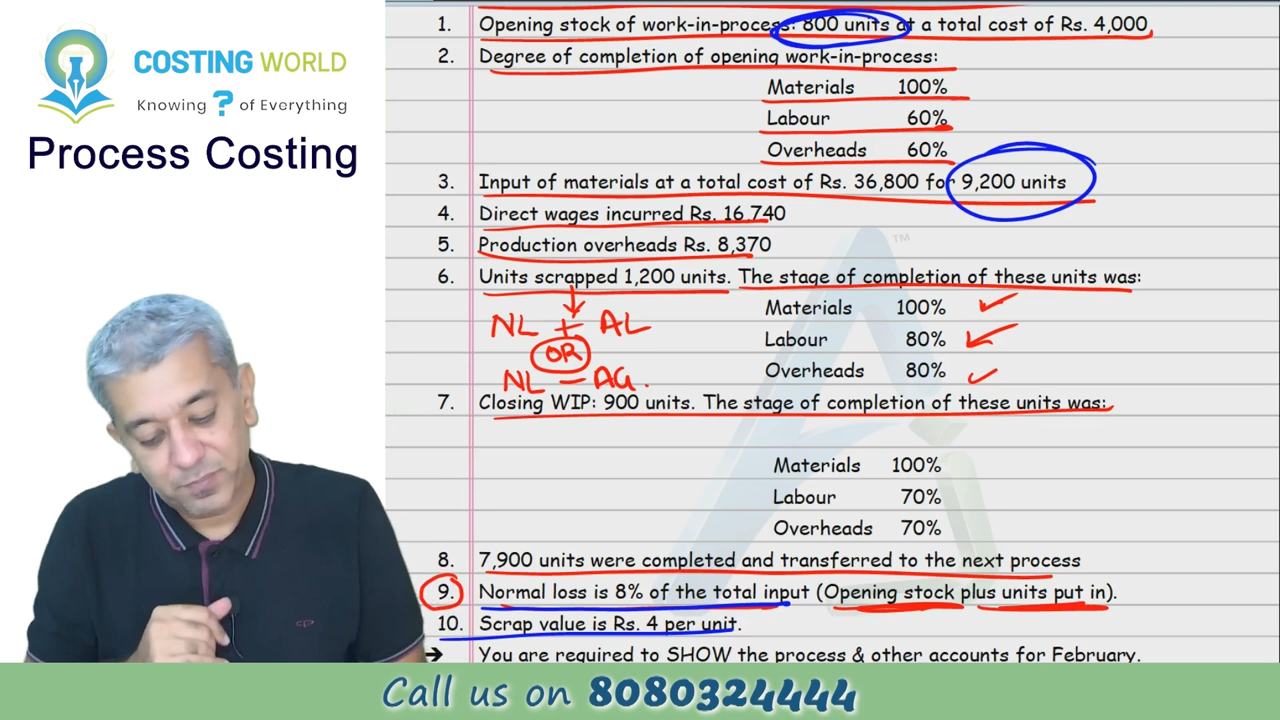 COSTING WORLD
Knowing ? of Everything
Process Costing
1. Opening stock of work-in-process: 800 units at a total cost of Rs. 4,000,
2. Degree of completion of opening work-in-process:
Materials 100%
Labour 60%
Overheads 60%
3. Input of materials at a total cost of Rs. 36,800 for 9,200 units
4. Direct wages incurred Rs. 16,740
5. Production overheads Rs. 8,370
6. Units scrapped 1,200 units. The stage of completion of these units was:
Materials 100%
Labour 80%
Overheads 80%
NL + AL
OR
NL - AG.
7. Closing WIP: 900 units. The stage of completion of these units was:
Materials 100%
Labour 70%
Overheads 70%
8. 7,900 units were completed and transferred to the next process
9. Normal loss is 8% of the total input (Opening stock plus units put in).
10. Scrap value is Rs. 4 per unit.
→ You are required to SHOW the process & other accounts for February.
TM
Call us on 8080324444